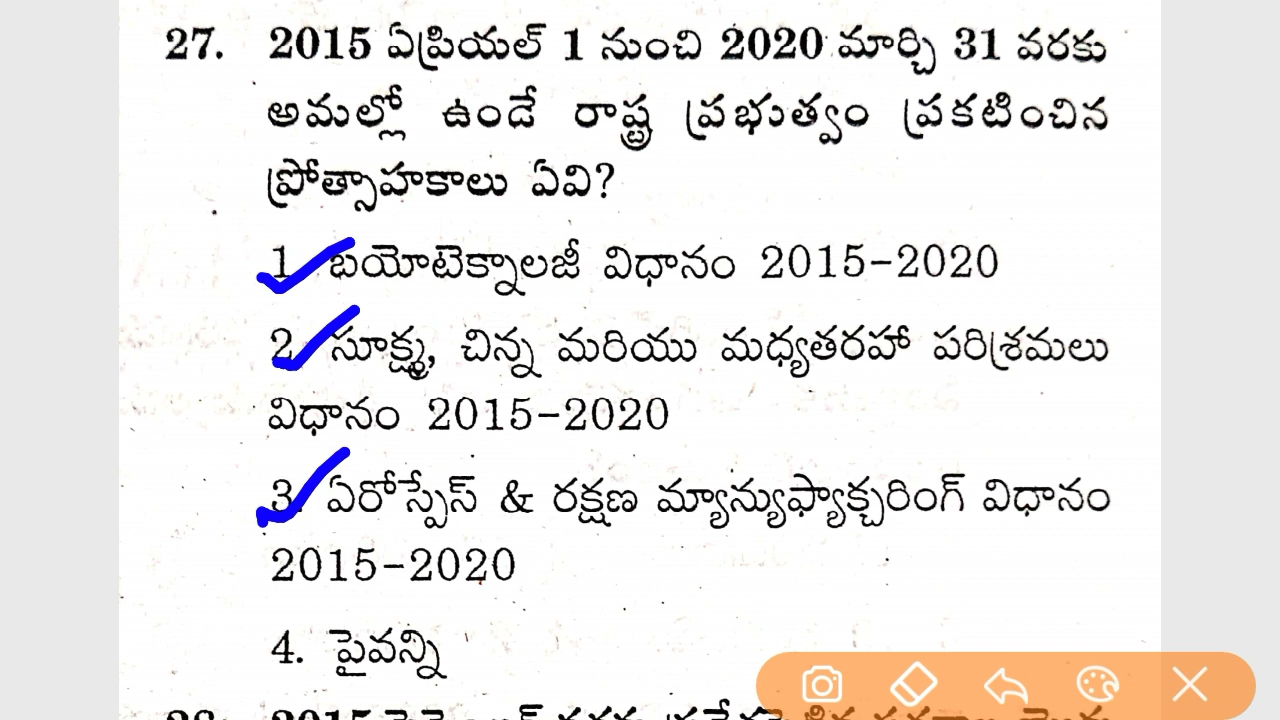 27. 2015 ఏప్రియల్ 1 నుంచి 2020 మార్చి 31 వరకు
అమల్లో ఉండే రాష్ట్ర ప్రభుత్వం ప్రకటించిన
ప్రోత్సాహకాలు ఏవి?
1. బయోటెక్నాలజీ విధానం 2015-2020
2. సూక్ష్మ, చిన్న మరియు మధ్యతరహా పరిశ్రమలు
విధానం 2015-2020
3. ఏరోస్పేస్ & రక్షణ మ్యాన్యుఫ్యాక్చరింగ్ విధానం
2015-2020
4. పైవన్ని